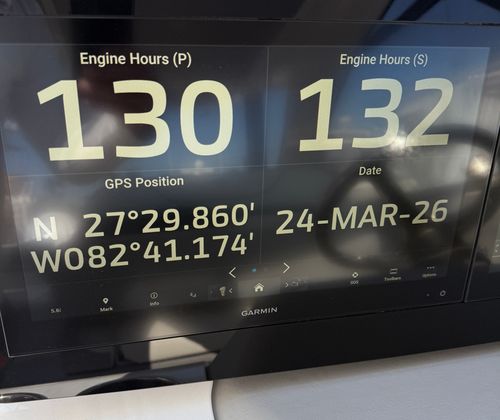 Engine Hours (P)
Engine Hours (S)
130
132
GPS Position
Date
N 27°29.860'
W082°41.174'
24-MAR-26
Mark
Info
SOS
Toolbars
Options
GARMIN